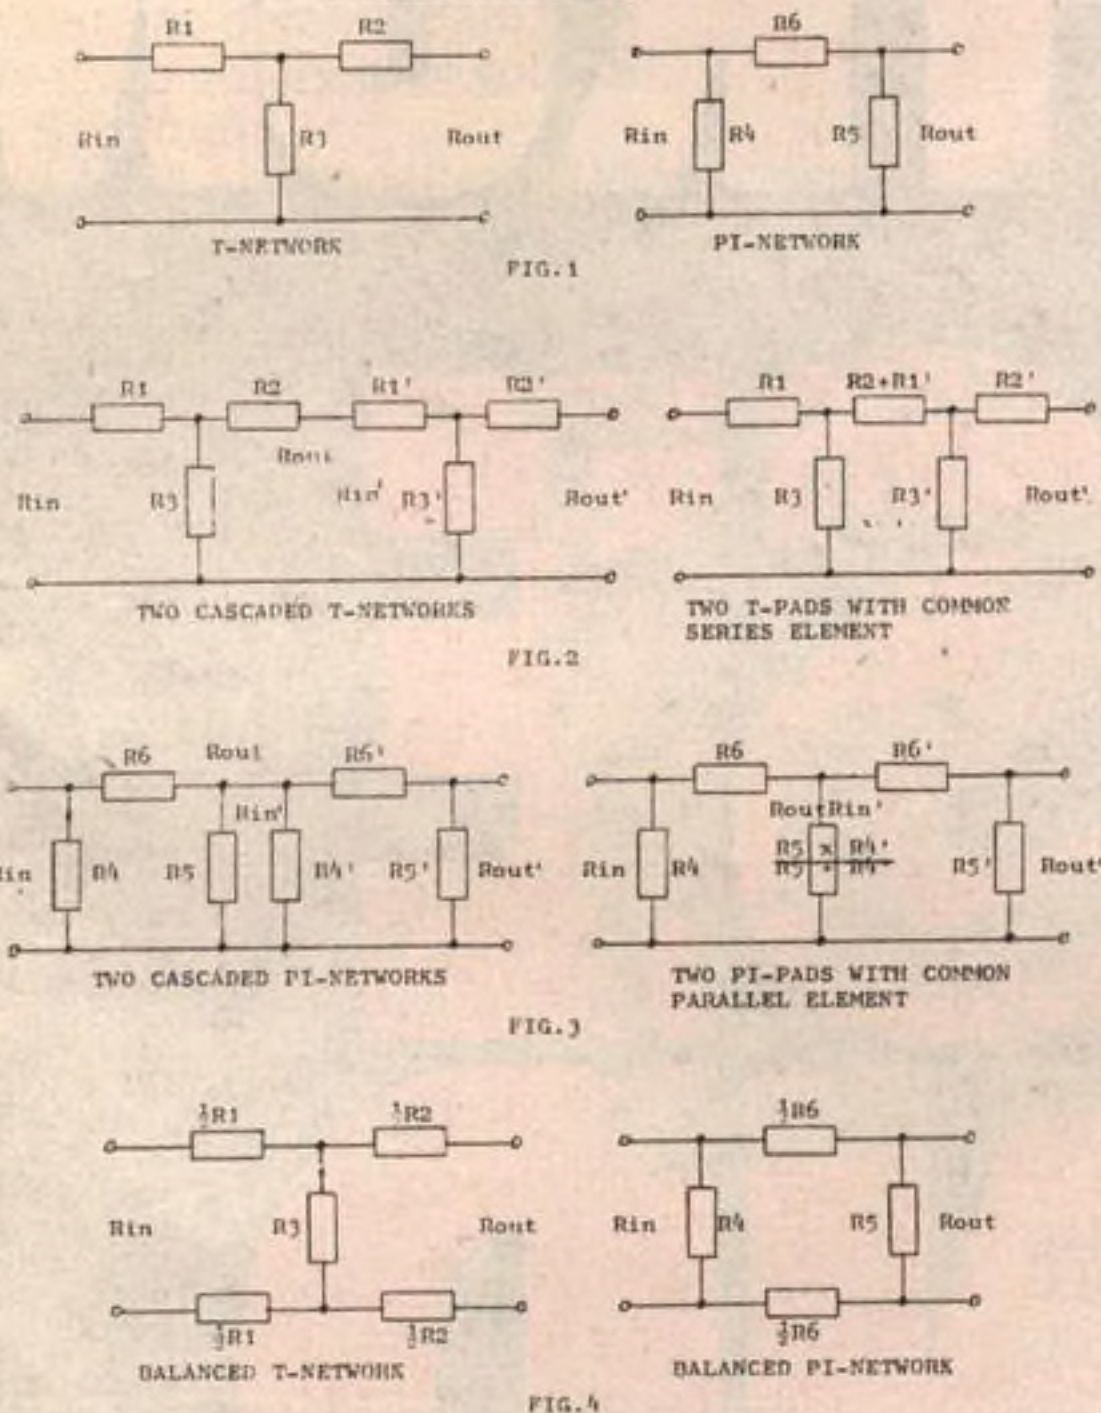 R1 R2 R6
Rin R3 Rout Rin R4 R5 Rout
T-NETWORK PI-NETWORK
FIG.1
R1 R2 R1' R2' R1 R2+R1' R2'
Rout
Rin R3 Rin' R3' Rout' Rin R3 R3' Rout'
TWO CASCADED T-NETWORKS TWO T-PADS WITH COMMON
SERIES ELEMENT
FIG.2
R6 Rout R6' R6 R6'
Rin' RoutRin'
R5 x R4'
Rin R4 R5 R4' R5' Rout' Rin R4 R5 + R4' R5' Rout'
TWO CASCADED PI-NETWORKS TWO PI-PADS WITH COMMON
PARALLEL ELEMENT
FIG.3
½R1 ½R2 ½R6
Rin R3 Rout Rin R4 R5 Rout
½R1 ½R2 ½R6
BALANCED T-NETWORK BALANCED PI-NETWORK
FIG.4